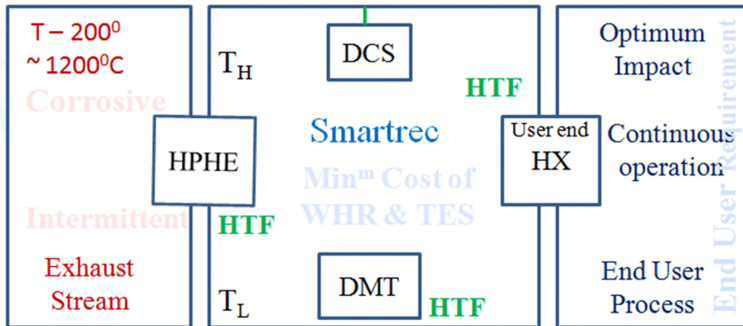 T – 200⁰
~ 1200⁰C
Corrosive
Intermittent
Exhaust
Stream
HPHE
T_H
DCS
HTF
Smartrec
Minᵐ Cost of
WHR & TES
HTF
T_L
DMT
HTF
User end
HX
Optimum
Impact
Continuous
operation
End User
Process
End User Requirement